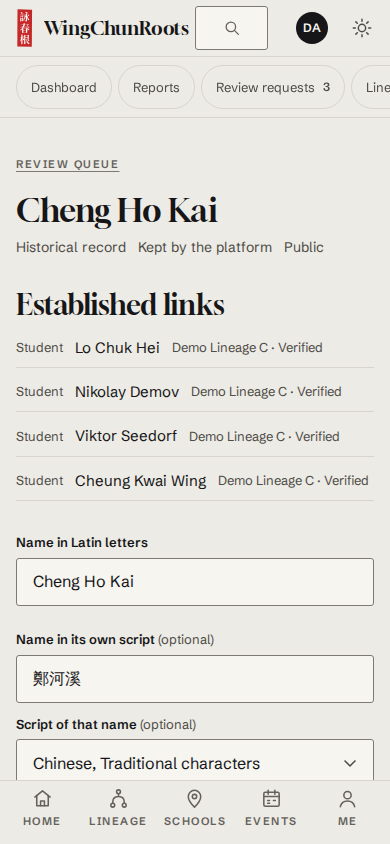 詠春根
WingChunRoots
DA
Dashboard
Reports
Review requests 3
Line
REVIEW QUEUE
Cheng Ho Kai
Historical record Kept by the platform Public
Established links
Student Lo Chuk Hei Demo Lineage C · Verified
Student Nikolay Demov Demo Lineage C · Verified
Student Viktor Seedorf Demo Lineage C · Verified
Student Cheung Kwai Wing Demo Lineage C · Verified
Name in Latin letters
Cheng Ho Kai
Name in its own script (optional)
鄭河溪
Script of that name (optional)
Chinese, Traditional characters
HOME
LINEAGE
SCHOOLS
EVENTS
ME